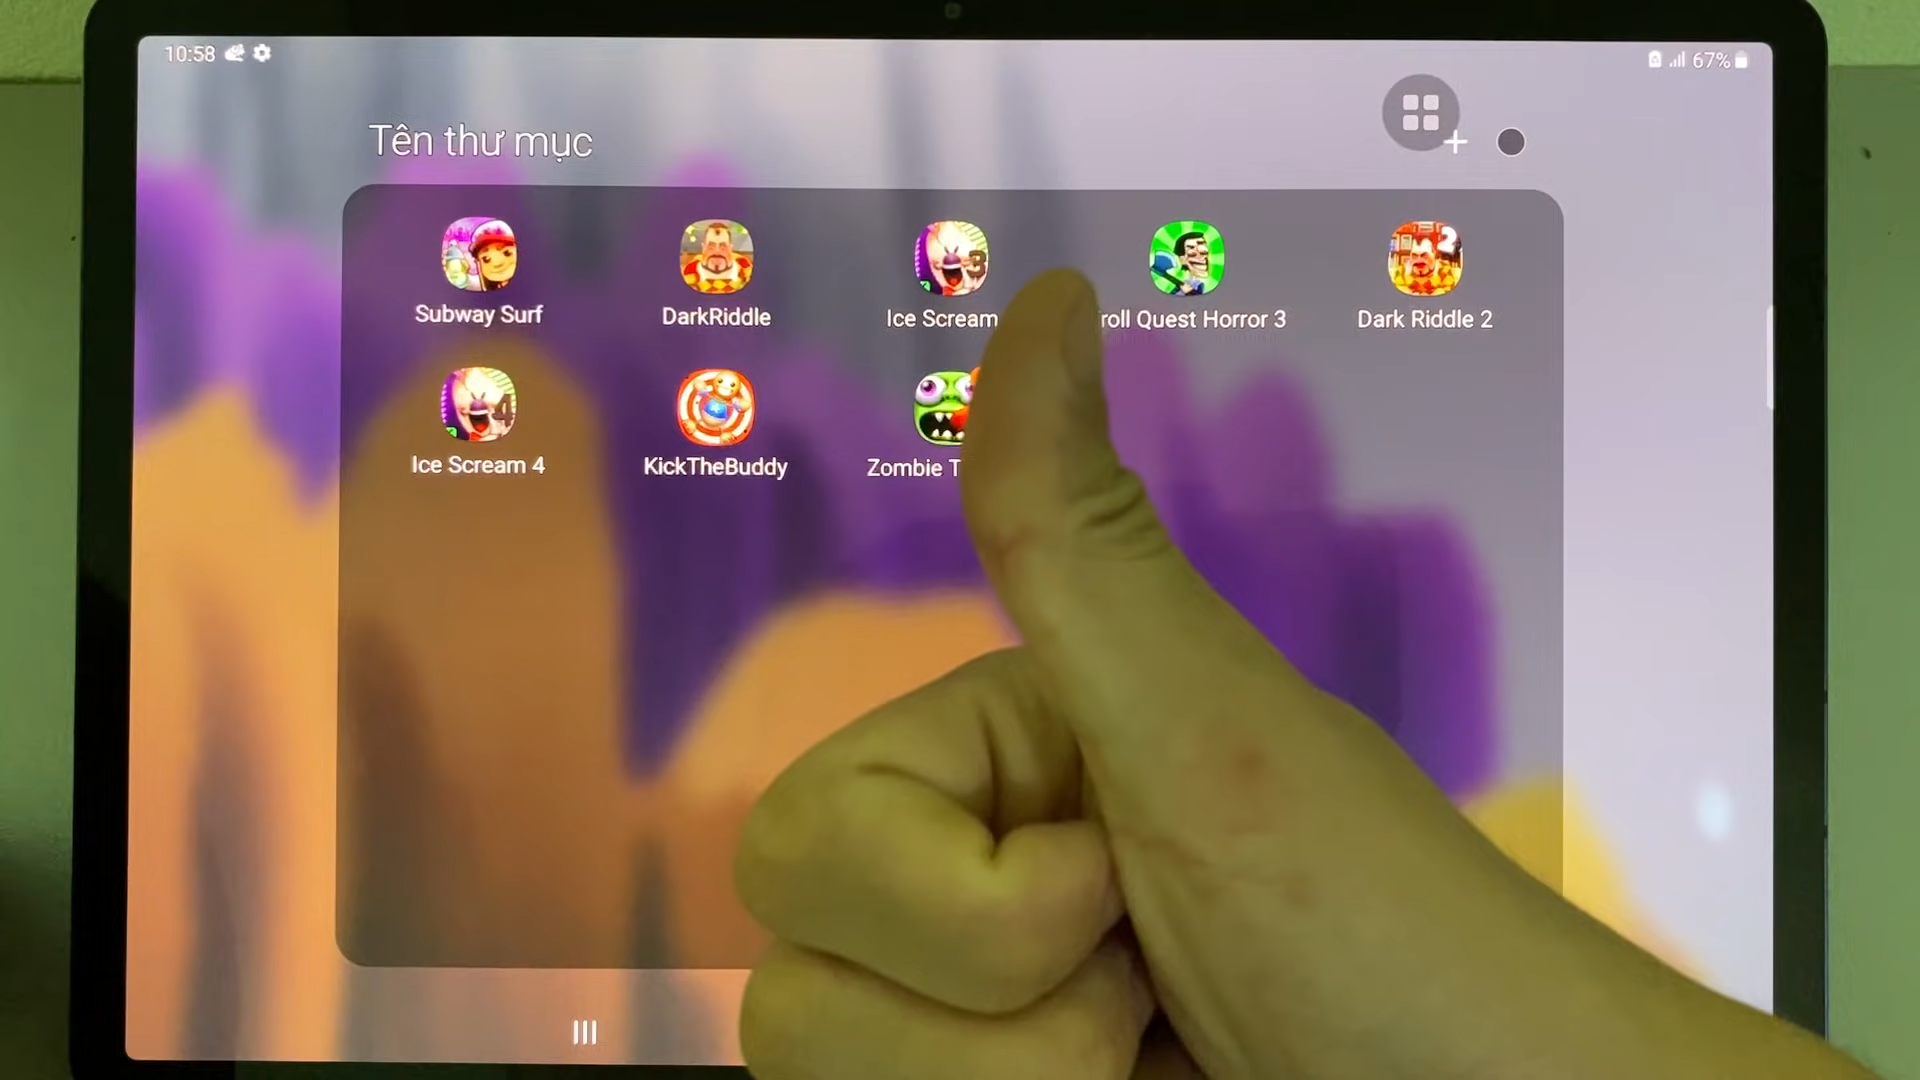 10:58
67%
Tên thư mục
Subway Surf
DarkRiddle
Ice Scream
roll Quest Horror 3
Dark Riddle 2
Ice Scream 4
KickTheBuddy
Zombie T